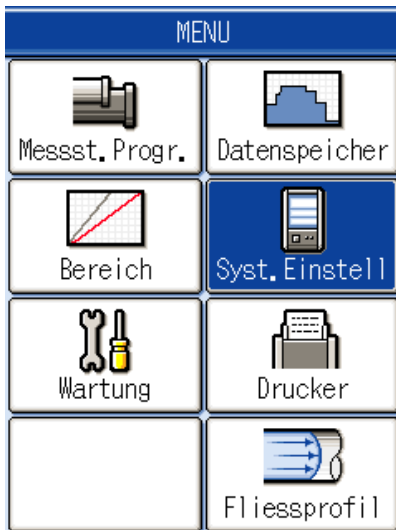 MENU
Messst.Progr.
Datenspeicher
Bereich
Syst.Einstell
Wartung
Drucker
Fliessprofil